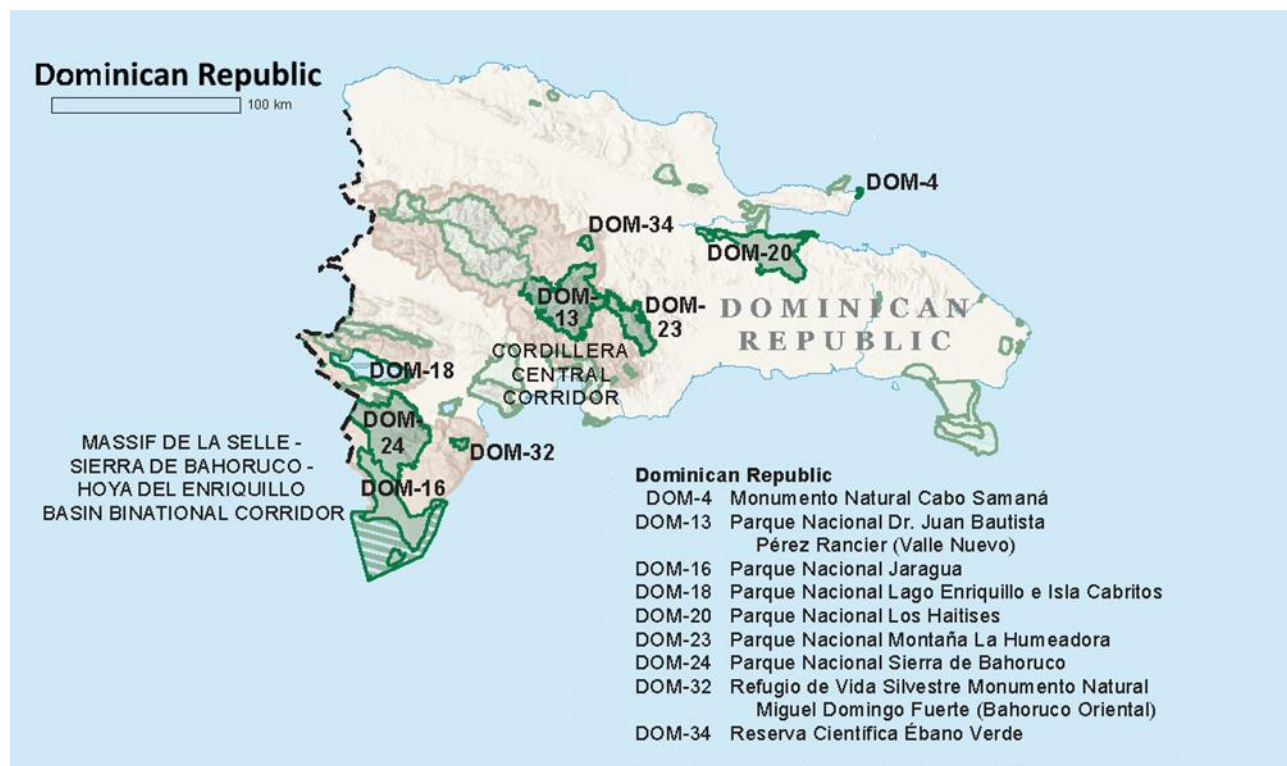 Dominican Republic
100 km
DOM-4
DOM-34
DOM-20
DOM-
13
DOM-
23
DOMINICAN
REPUBLIC
CORDILLERA
CENTRAL
CORRIDOR
DOM-18
DOM-
24
DOM-32
MASSIF DE LA SELLE -
SIERRA DE BAHORUCO -
HOYA DEL ENRIQUILLO
BASIN BINATIONAL CORRIDOR
DOM-16
Dominican Republic
DOM-4 Monumento Natural Cabo Samaná
DOM-13 Parque Nacional Dr. Juan Bautista
Pérez Rancier (Valle Nuevo)
DOM-16 Parque Nacional Jaragua
DOM-18 Parque Nacional Lago Enriquillo e Isla Cabritos
DOM-20 Parque Nacional Los Haitises
DOM-23 Parque Nacional Montaña La Humeadora
DOM-24 Parque Nacional Sierra de Bahoruco
DOM-32 Refugio de Vida Silvestre Monumento Natural
Miguel Domingo Fuerte (Bahoruco Oriental)
DOM-34 Reserva Científica Ébano Verde